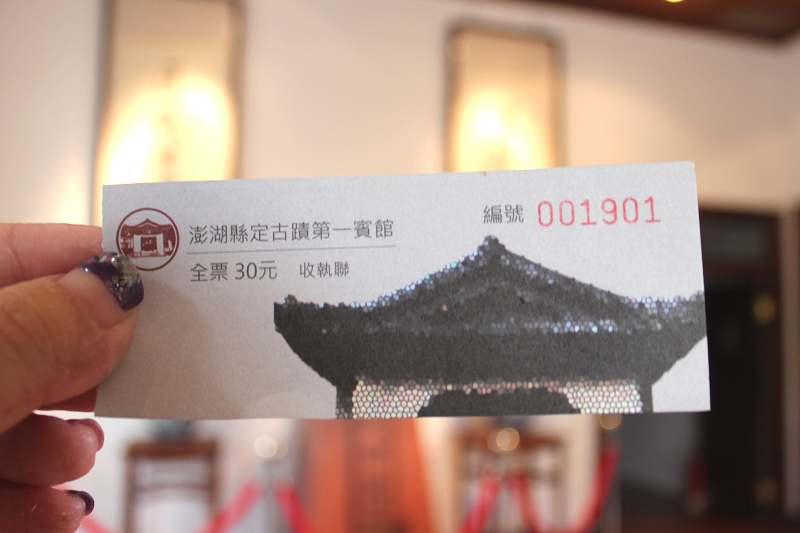 澎湖縣定古蹟第一賓館
編號 001901
全票 30元 收執聯